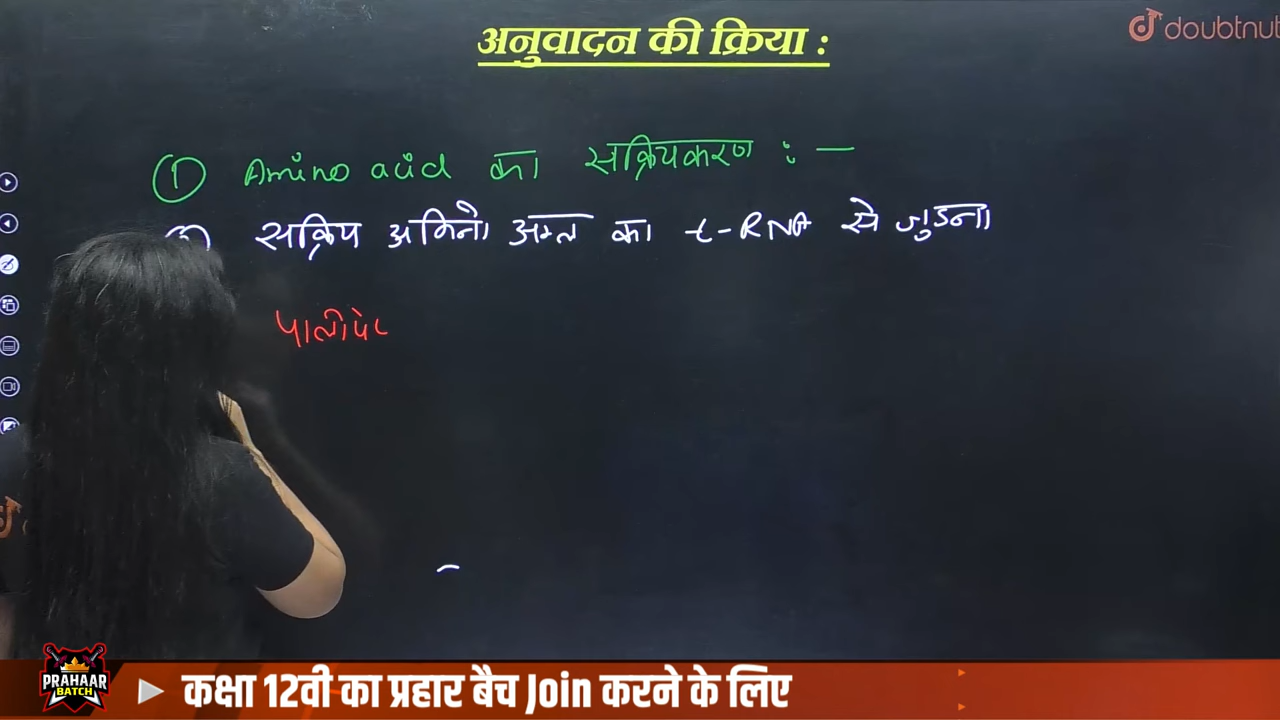 अनुवादन की क्रिया :
doubtnut
① Amino acid का सक्रियकरण : —
सक्रिय अमिनो अम्ल का t-RNA से जुडना
पालीपे
PRAHAAR
BATCH
कक्षा 12वी का प्रहार बैच Join करने के लिए